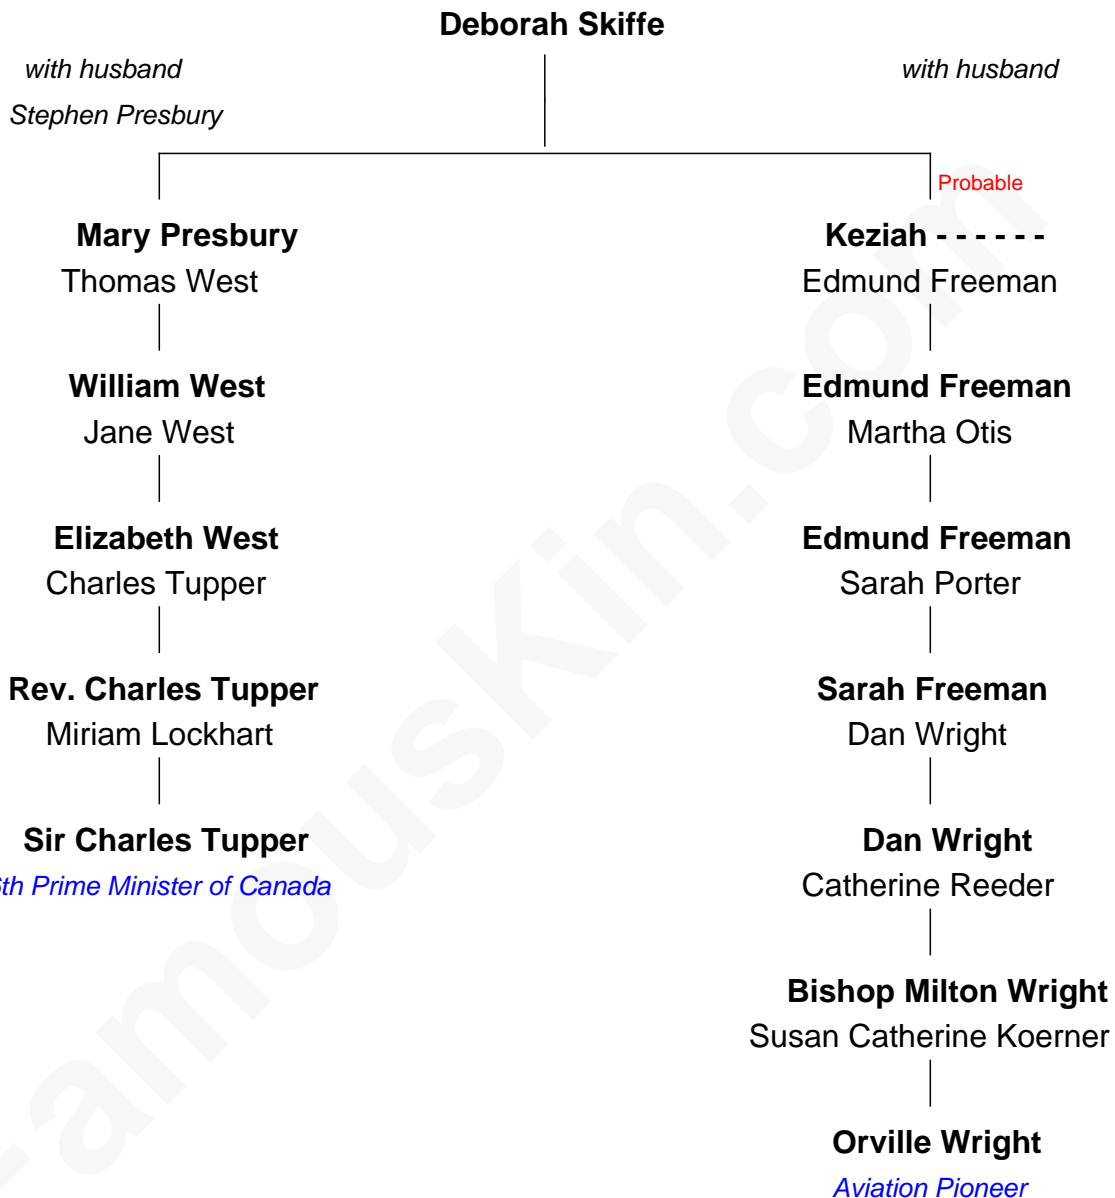 Deborah Skiffe
with husband
with husband
Stephen Presbury
Probable
Mary Presbury
Keziah - - - - - -
Thomas West
Edmund Freeman
William West
Edmund Freeman
Jane West
Martha Otis
Elizabeth West
Edmund Freeman
Charles Tupper
Sarah Porter
Rev. Charles Tupper
Sarah Freeman
Miriam Lockhart
Dan Wright
Sir Charles Tupper
Dan Wright
6th Prime Minister of Canada
Catherine Reeder
Bishop Milton Wright
Susan Catherine Koerner
Orville Wright
Aviation Pioneer
FamousKin.com